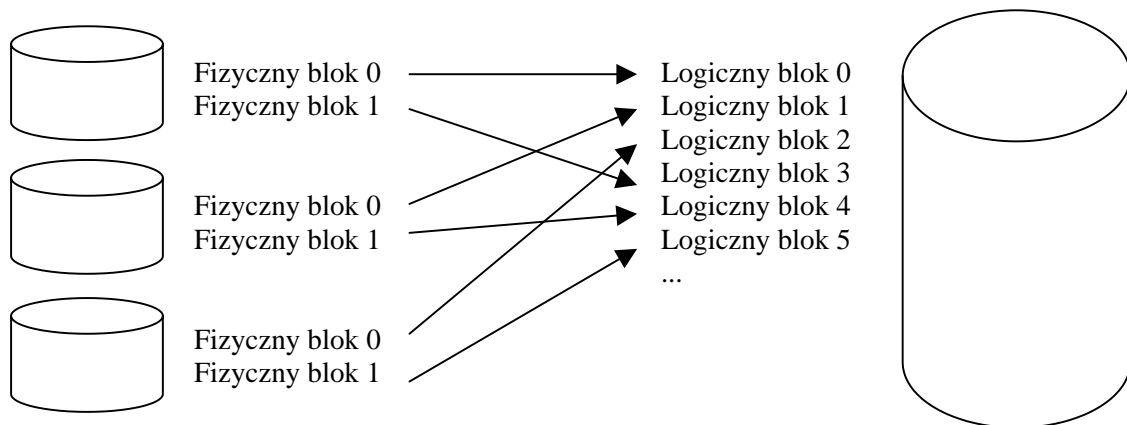 Fizyczny blok 0
Fizyczny blok 1
Fizyczny blok 0
Fizyczny blok 1
Fizyczny blok 0
Fizyczny blok 1
Logiczny blok 0
Logiczny blok 1
Logiczny blok 2
Logiczny blok 3
Logiczny blok 4
Logiczny blok 5
...